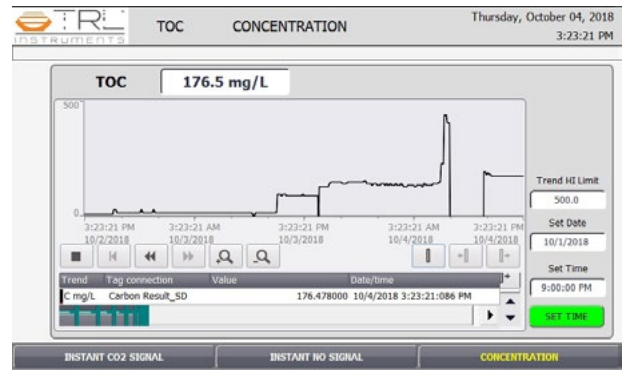 TRL
INSTRUMENTS
TOC CONCENTRATION
Thursday, October 04, 2018
3:23:21 PM
TOC 176.5 mg/L
500
0
3:23:21 PM 3:23:21 AM 3:23:21 PM 3:23:21 AM 3:23:21 PM
10/2/2018 10/3/2018 10/3/2018 10/4/2018 10/4/2018
Trend HI Limit
500.0
Set Date
10/1/2018
Set Time
9:00:00 PM
SET TIME
Trend Tag connection Value Date/time
C mg/L Carbon Result_SD 176.478000 10/4/2018 3:23:21:086 PM
INSTANT CO2 SIGNAL INSTANT NO SIGNAL CONCENTRATION